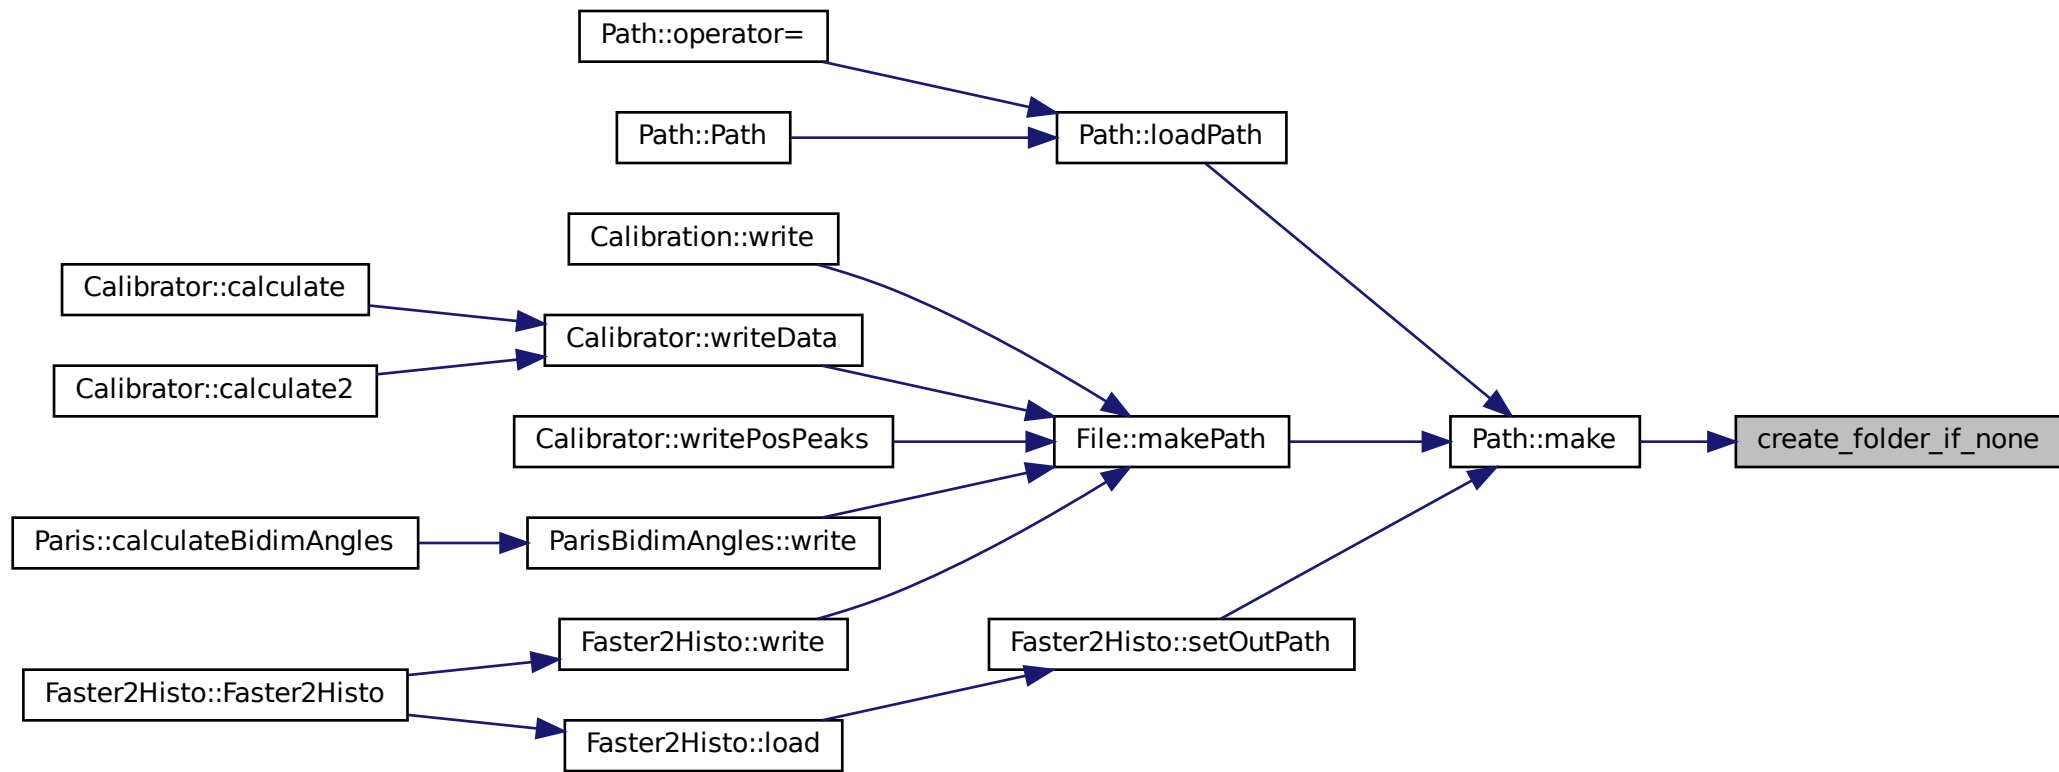 Path::operator=
Path::Path
Path::loadPath
Calibration::write
Calibrator::calculate
Calibrator::writeData
Calibrator::calculate2
Calibrator::writePosPeaks
File::makePath
Path::make
create_folder_if_none
Paris::calculateBidimAngles
ParisBidimAngles::write
Faster2Histo::write
Faster2Histo::setOutPath
Faster2Histo::Faster2Histo
Faster2Histo::load